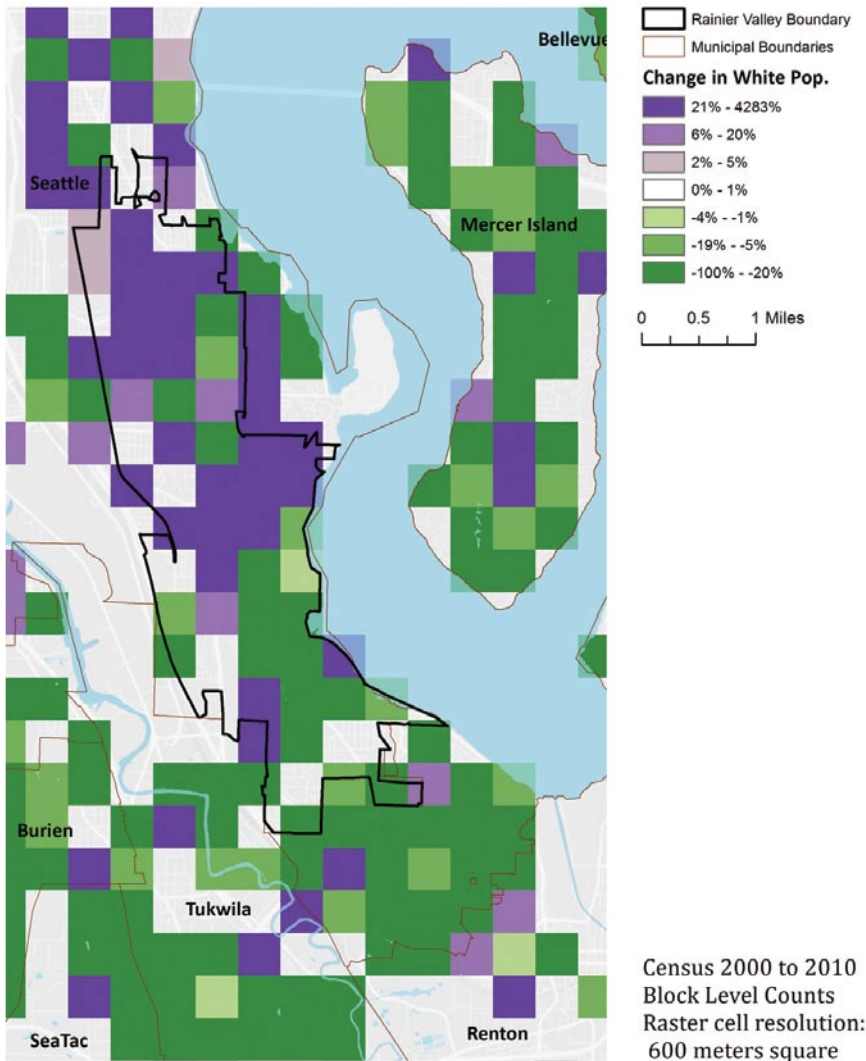 Bellevue
Seattle
Mercer Island
Burien
Tukwila
SeaTac
Renton
Rainier Valley Boundary
Municipal Boundaries
Change in White Pop.
21% - 4283%
6% - 20%
2% - 5%
0% - 1%
-4% - -1%
-19% - -5%
-100% - -20%
0 0.5 1 Miles
Census 2000 to 2010
Block Level Counts
Raster cell resolution:
600 meters square